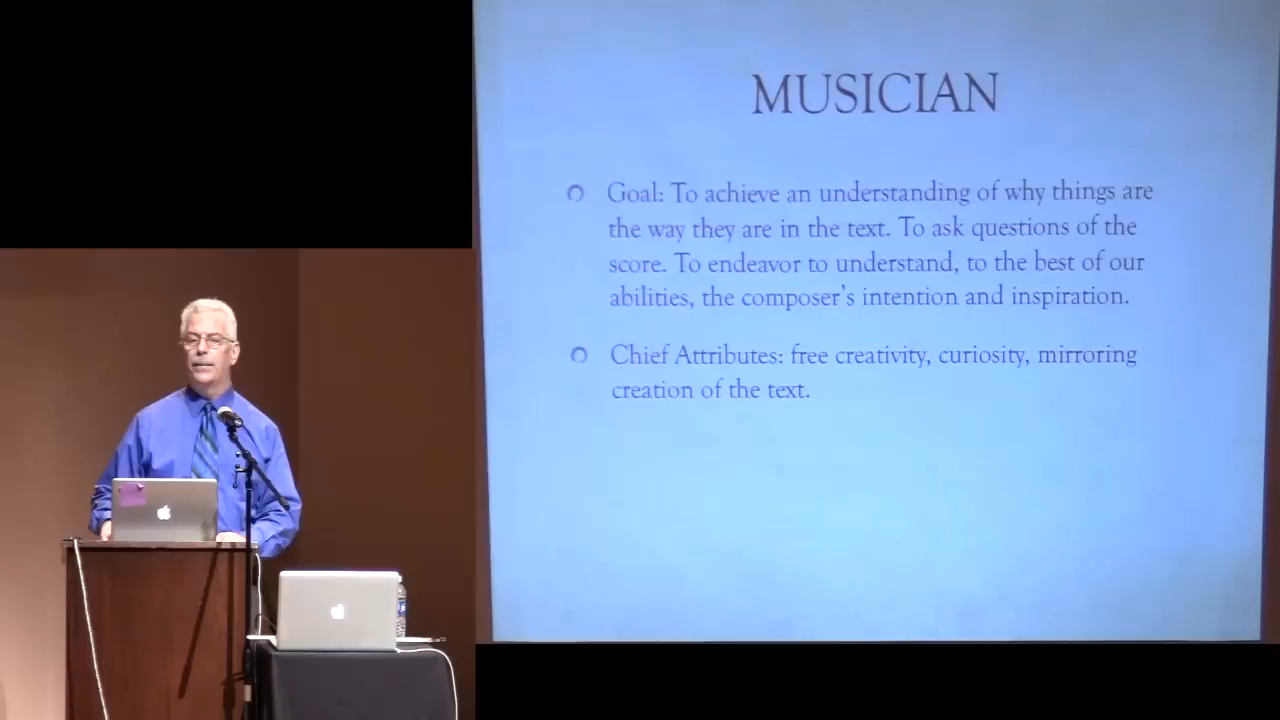 MUSICIAN
Goal: To achieve an understanding of why things are
the way they are in the text. To ask questions of the
score. To endeavor to understand, to the best of our
abilities, the composer's intention and inspiration.
Chief Attributes: free creativity, curiosity, mirroring
creation of the text.